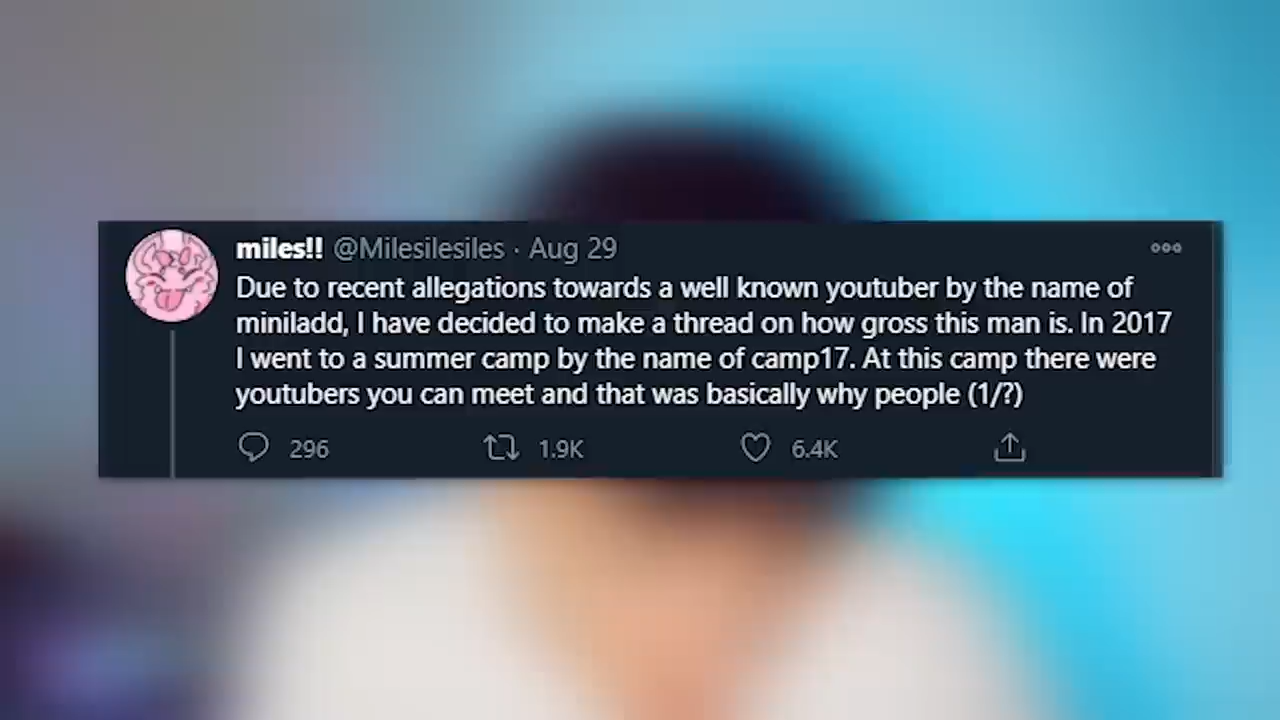 miles!! @Milesilesiles · Aug 29
Due to recent allegations towards a well known youtuber by the name of
miniladd, I have decided to make a thread on how gross this man is. In 2017
I went to a summer camp by the name of camp17. At this camp there were
youtubers you can meet and that was basically why people (1/?)
296 1.9K 6.4K